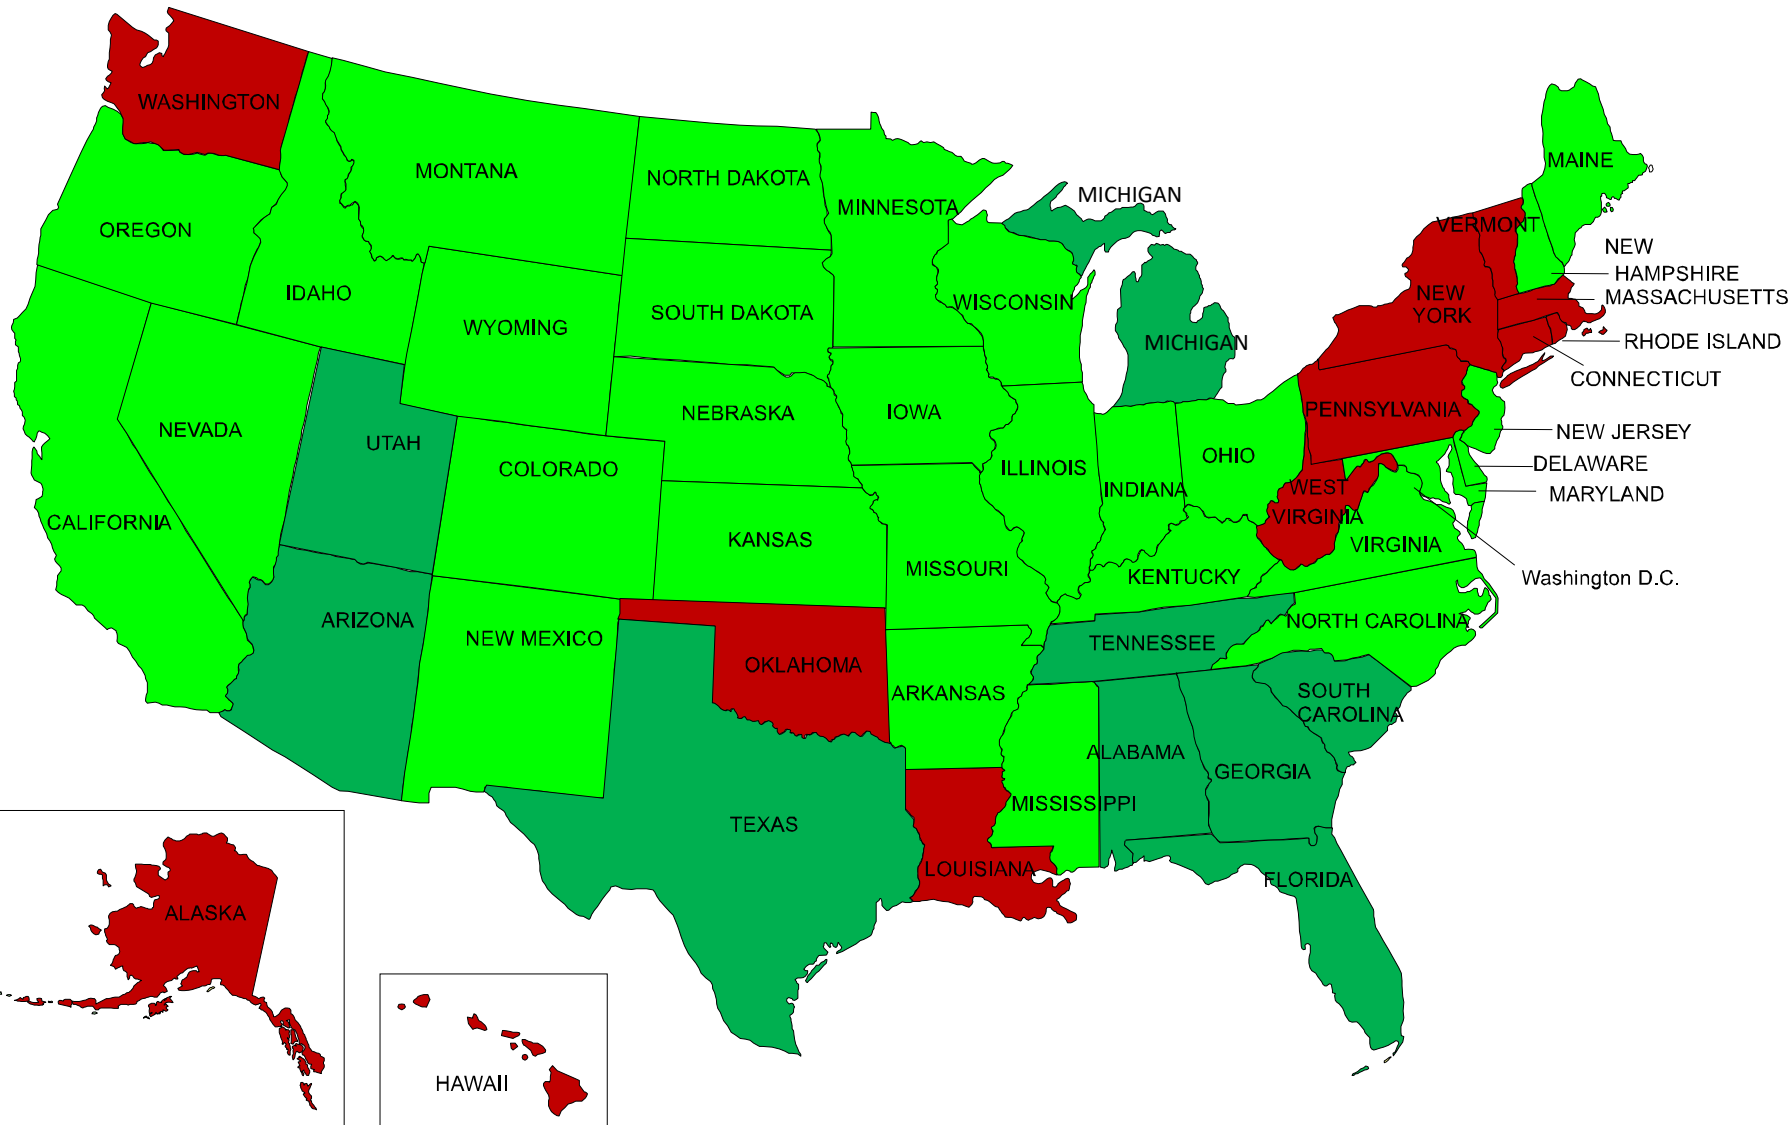 WASHINGTON
MAINE
MONTANA
NORTH DAKOTA
MICHIGAN
MINNESOTA
VERMONT
OREGON
NEW
HAMPSHIRE
IDAHO
NEW
YORK
MASSACHUSETTS
WISCONSIN
SOUTH DAKOTA
WYOMING
MICHIGAN
RHODE ISLAND
CONNECTICUT
NEBRASKA
IOWA
PENNSYLVANIA
NEVADA
UTAH
NEW JERSEY
OHIO
COLORADO
ILLINOIS
DELAWARE
INDIANA
WEST
VIRGINIA
MARYLAND
CALIFORNIA
KANSAS
VIRGINIA
MISSOURI
KENTUCKY
Washington D.C.
ARIZONA
NEW MEXICO
NORTH CAROLINA
TENNESSEE
OKLAHOMA
ARKANSAS
SOUTH
CAROLINA
ALABAMA
GEORGIA
MISSISSIPPI
TEXAS
LOUISIANA
FLORIDA
ALASKA
HAWAII